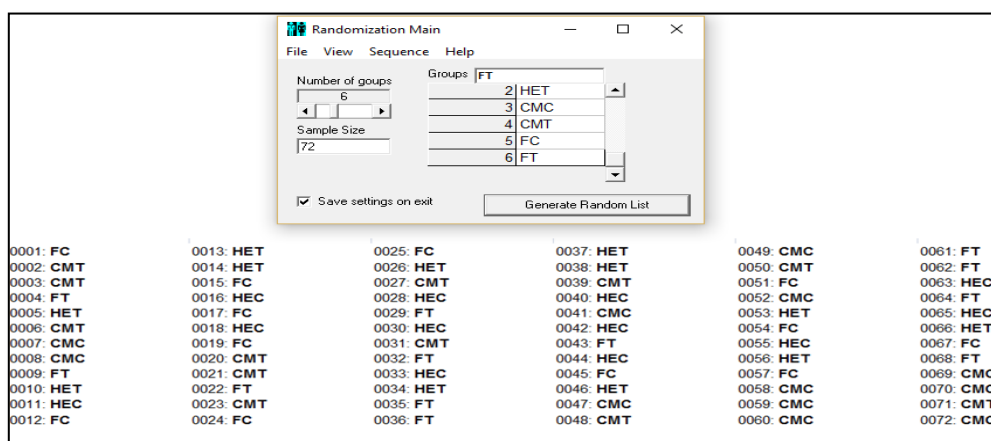 Randomization Main
File View Sequence Help
Number of goups
6
Sample Size
72
Groups FT
2 HET
3 CMC
4 CMT
5 FC
6 FT
Save settings on exit
Generate Random List
0001: FC 0013: HET 0025: FC 0037: HET 0049: CMC 0061: FT
0002: CMT 0014: HET 0026: HET 0038: HET 0050: CMT 0062: FT
0003: CMT 0015: FC 0027: CMT 0039: CMT 0051: FC 0063: HEC
0004: FT 0016: HEC 0028: HEC 0040: HEC 0052: CMC 0064: FT
0005: HET 0017: FC 0029: FT 0041: CMC 0053: HET 0065: HEC
0006: CMT 0018: HEC 0030: HEC 0042: HEC 0054: FC 0066: HET
0007: CMC 0019: FC 0031: CMT 0043: FT 0055: HEC 0067: FC
0008: CMC 0020: CMT 0032: FT 0044: HEC 0056: HET 0068: FT
0009: FT 0021: CMT 0033: HEC 0045: FC 0057: FC 0069: CMC
0010: HET 0022: FT 0034: HET 0046: HET 0058: CMC 0070: CMC
0011: HEC 0023: CMT 0035: FT 0047: CMC 0059: CMC 0071: CMT
0012: FC 0024: FC 0036: FT 0048: CMT 0060: CMC 0072: CMC